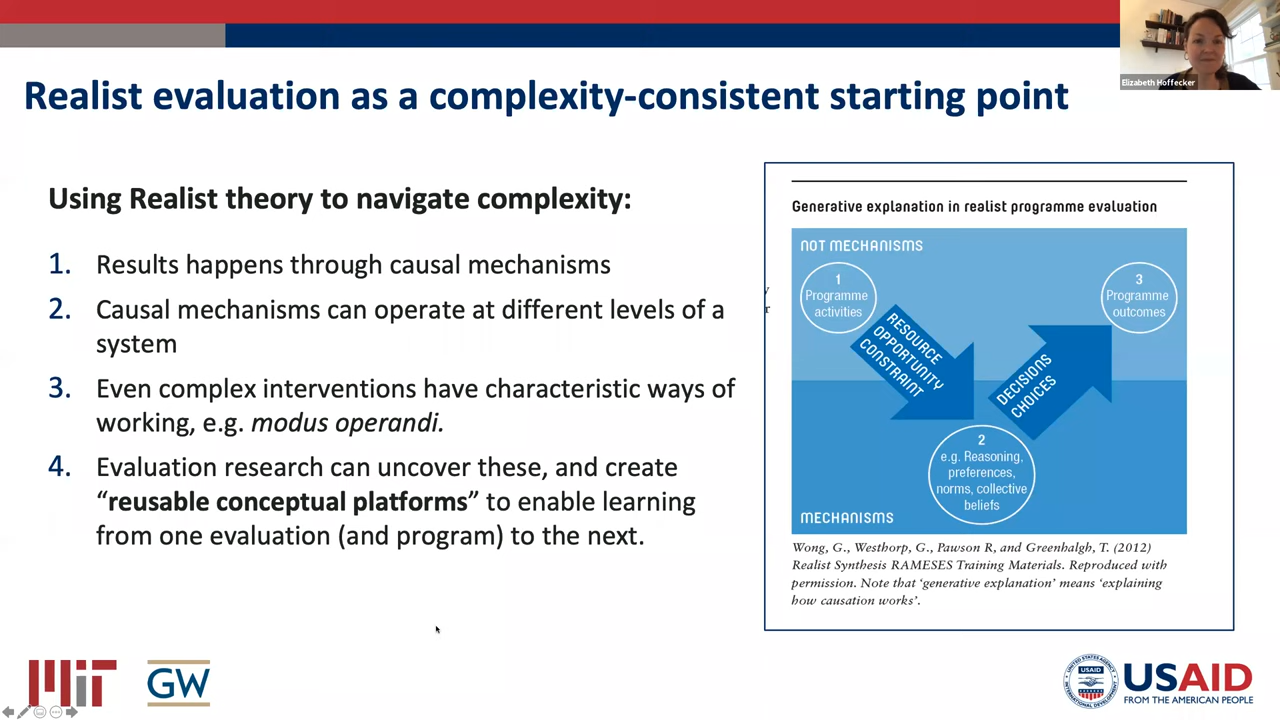 Elizabeth Hoffecker
Realist evaluation as a complexity-consistent starting point
Using Realist theory to navigate complexity:
1. Results happens through causal mechanisms
2. Causal mechanisms can operate at different levels of a
system
3. Even complex interventions have characteristic ways of
working, e.g. modus operandi.
4. Evaluation research can uncover these, and create
“reusable conceptual platforms” to enable learning
from one evaluation (and program) to the next.
Generative explanation in realist programme evaluation
NOT MECHANISMS
1
Programme
activities
RESOURCE
OPPORTUNITY
CONSTRAINT
2
e.g. Reasoning,
preferences,
norms, collective
beliefs
DECISIONS
CHOICES
3
Programme
outcomes
MECHANISMS
Wong, G., Westhorp, G., Pawson R, and Greenhalgh, T. (2012)
Realist Synthesis RAMESES Training Materials. Reproduced with
permission. Note that ‘generative explanation’ means ‘explaining
how causation works’.
y
r
MIT
GW
USAID
USAID
FROM THE AMERICAN PEOPLE